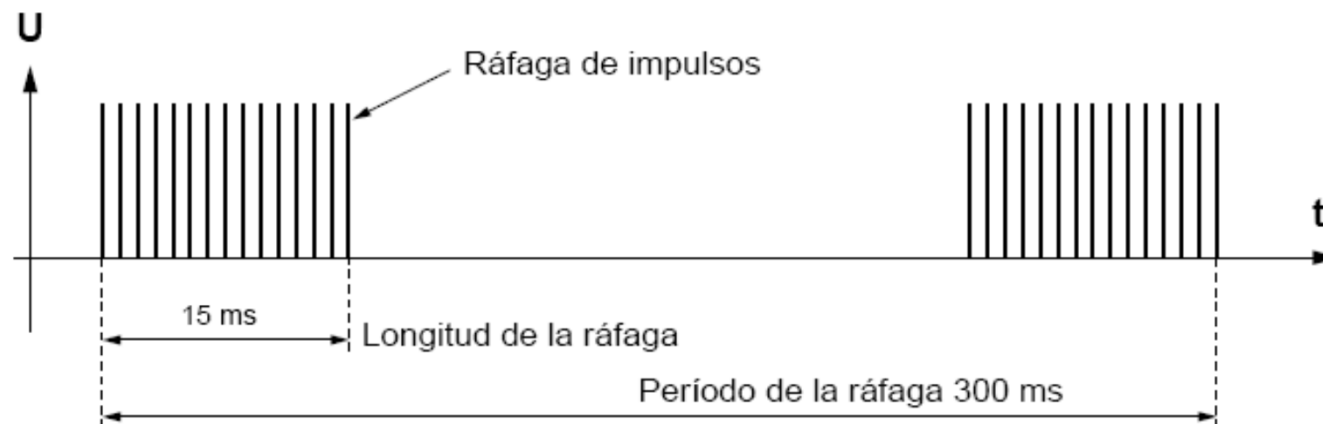 U
Ráfaga de impulsos
t
15 ms
Longitud de la ráfaga
Período de la ráfaga 300 ms